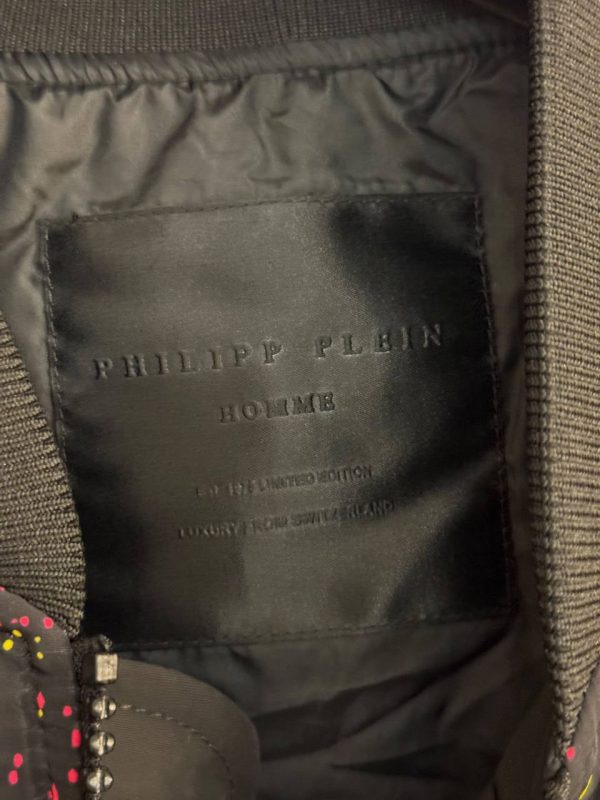 PHILIPP PLEIN
HOMME
LIMITED EDITION
LUXURY FROM SWITZERLAND